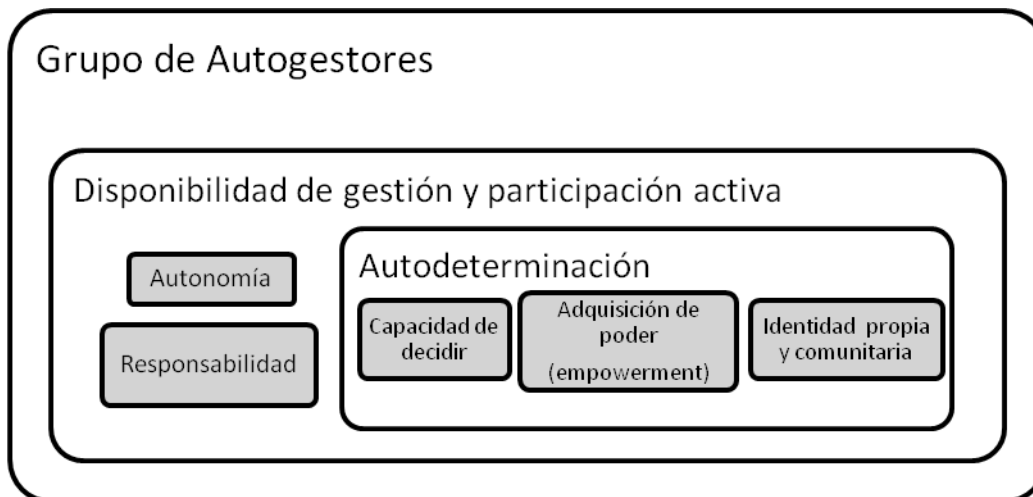 Grupo de Autogestores
Disponibilidad de gestión y participación activa
Autonomía
Responsabilidad
Autodeterminación
Capacidad de
decidir
Adquisición de
poder
(empowerment)
Identidad propia
y comunitaria